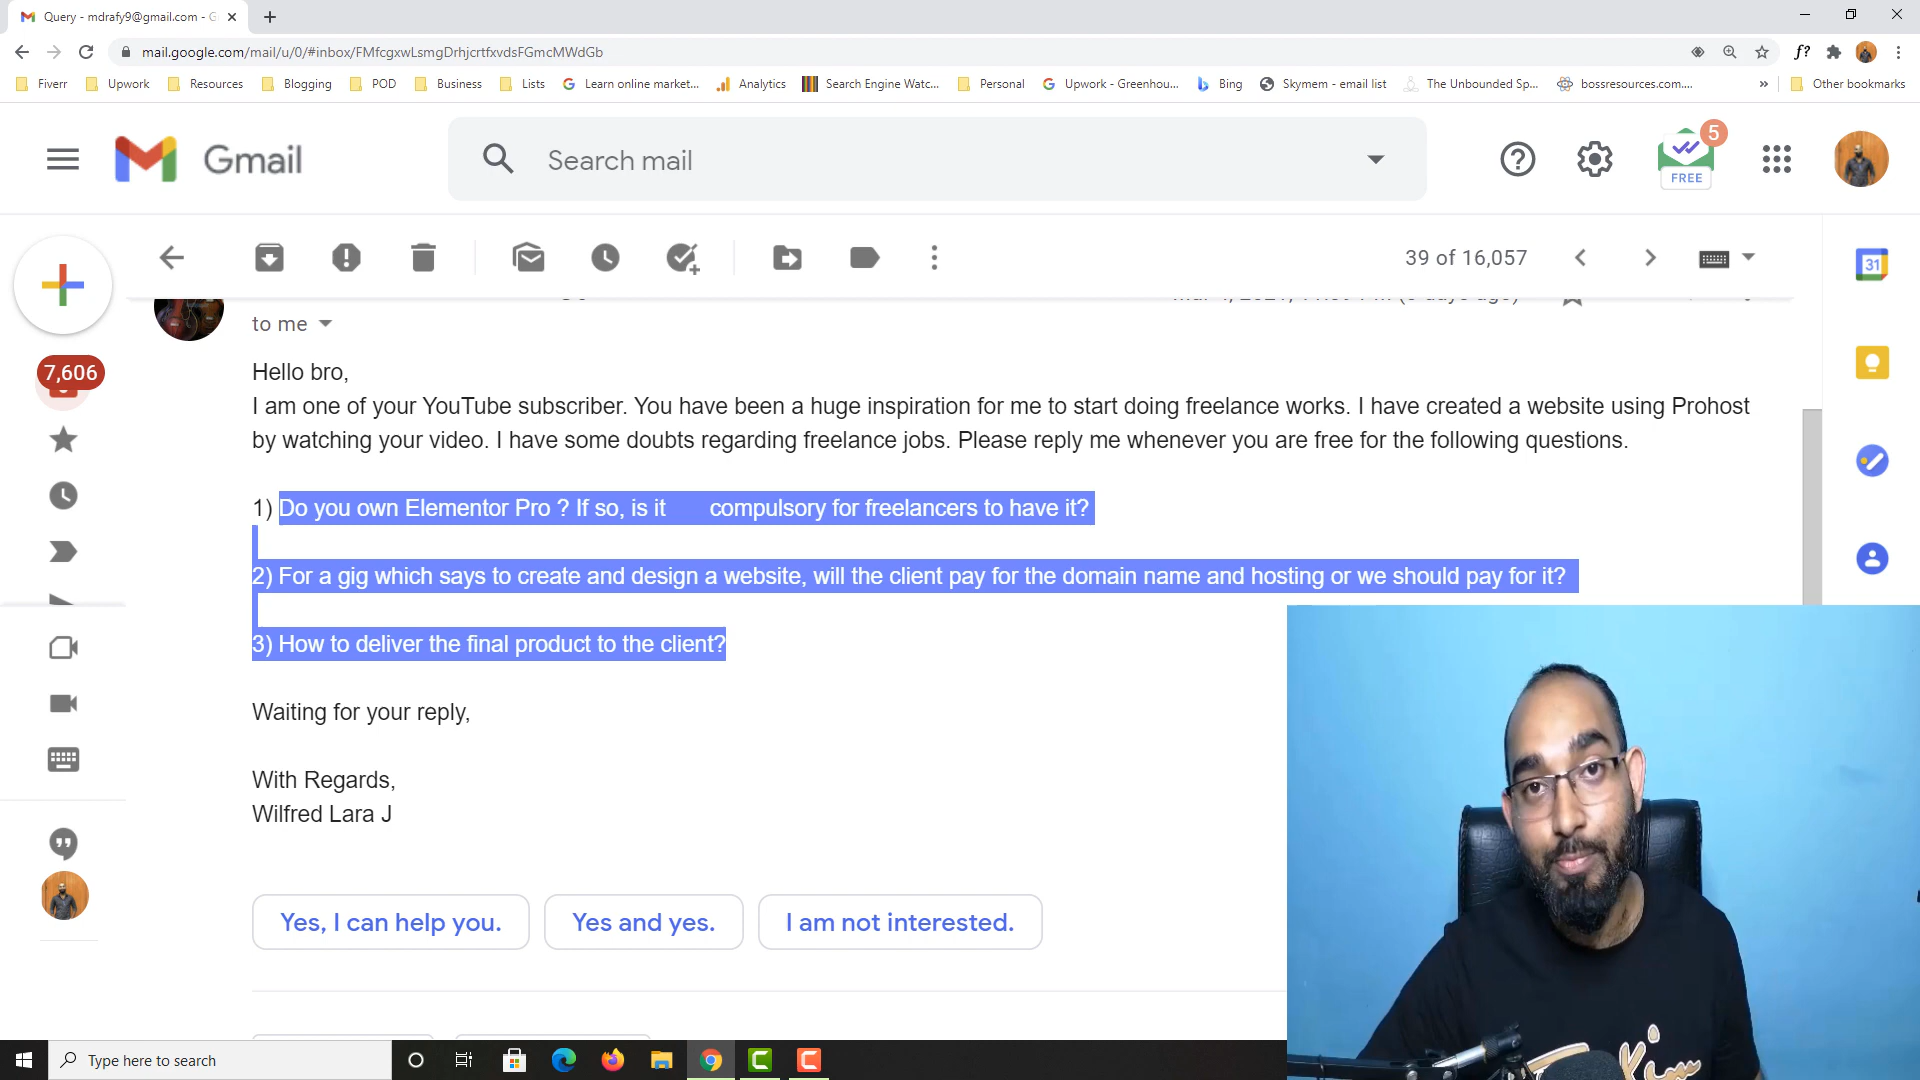 Query - mdrafy9@gmail.com - G
mail.google.com/mail/u/0/#inbox/FMfcgxwLsmgDrhjcrtfxvdsFGmcMWdGb
f?
Fiverr Upwork Resources Blogging POD Business Lists Learn online market... Analytics Search Engine Watc... Personal Upwork - Greenhou... Bing Skymem - email list The Unbounded Sp... bossresources.com.... » Other bookmarks
Gmail
Search mail
5
FREE
39 of 16,057
31
to me
7,606
Hello bro,
I am one of your YouTube subscriber. You have been a huge inspiration for me to start doing freelance works. I have created a website using Prohost
by watching your video. I have some doubts regarding freelance jobs. Please reply me whenever you are free for the following questions.
1) Do you own Elementor Pro ? If so, is it compulsory for freelancers to have it?
2) For a gig which says to create and design a website, will the client pay for the domain name and hosting or we should pay for it?
3) How to deliver the final product to the client?
Waiting for your reply,
With Regards,
Wilfred Lara J
Yes, I can help you. Yes and yes. I am not interested.
Type here to search